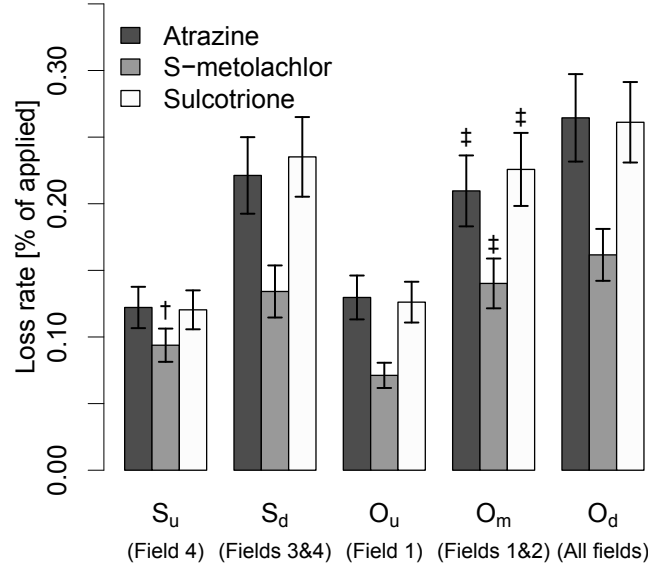 Atrazine
S−metolachlor
Sulcotrione
Loss rate [% of applied]
0.30
0.20
0.10
0.00
†
‡
‡
‡
Su Sd Ou Om Od
(Field 4) (Fields 3&4) (Field 1) (Fields 1&2) (All fields)